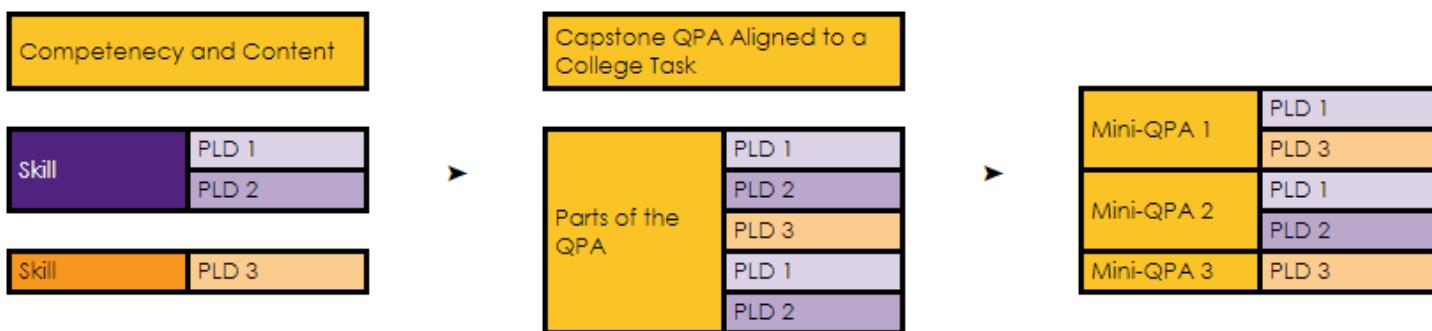 Competenecy and Content
Skill
PLD 1
PLD 2
Skill
PLD 3
➤
Capstone QPA Aligned to a
College Task
Parts of the
QPA
PLD 1
PLD 2
PLD 3
PLD 1
PLD 2
➤
Mini-QPA 1
PLD 1
PLD 3
Mini-QPA 2
PLD 1
PLD 2
Mini-QPA 3
PLD 3